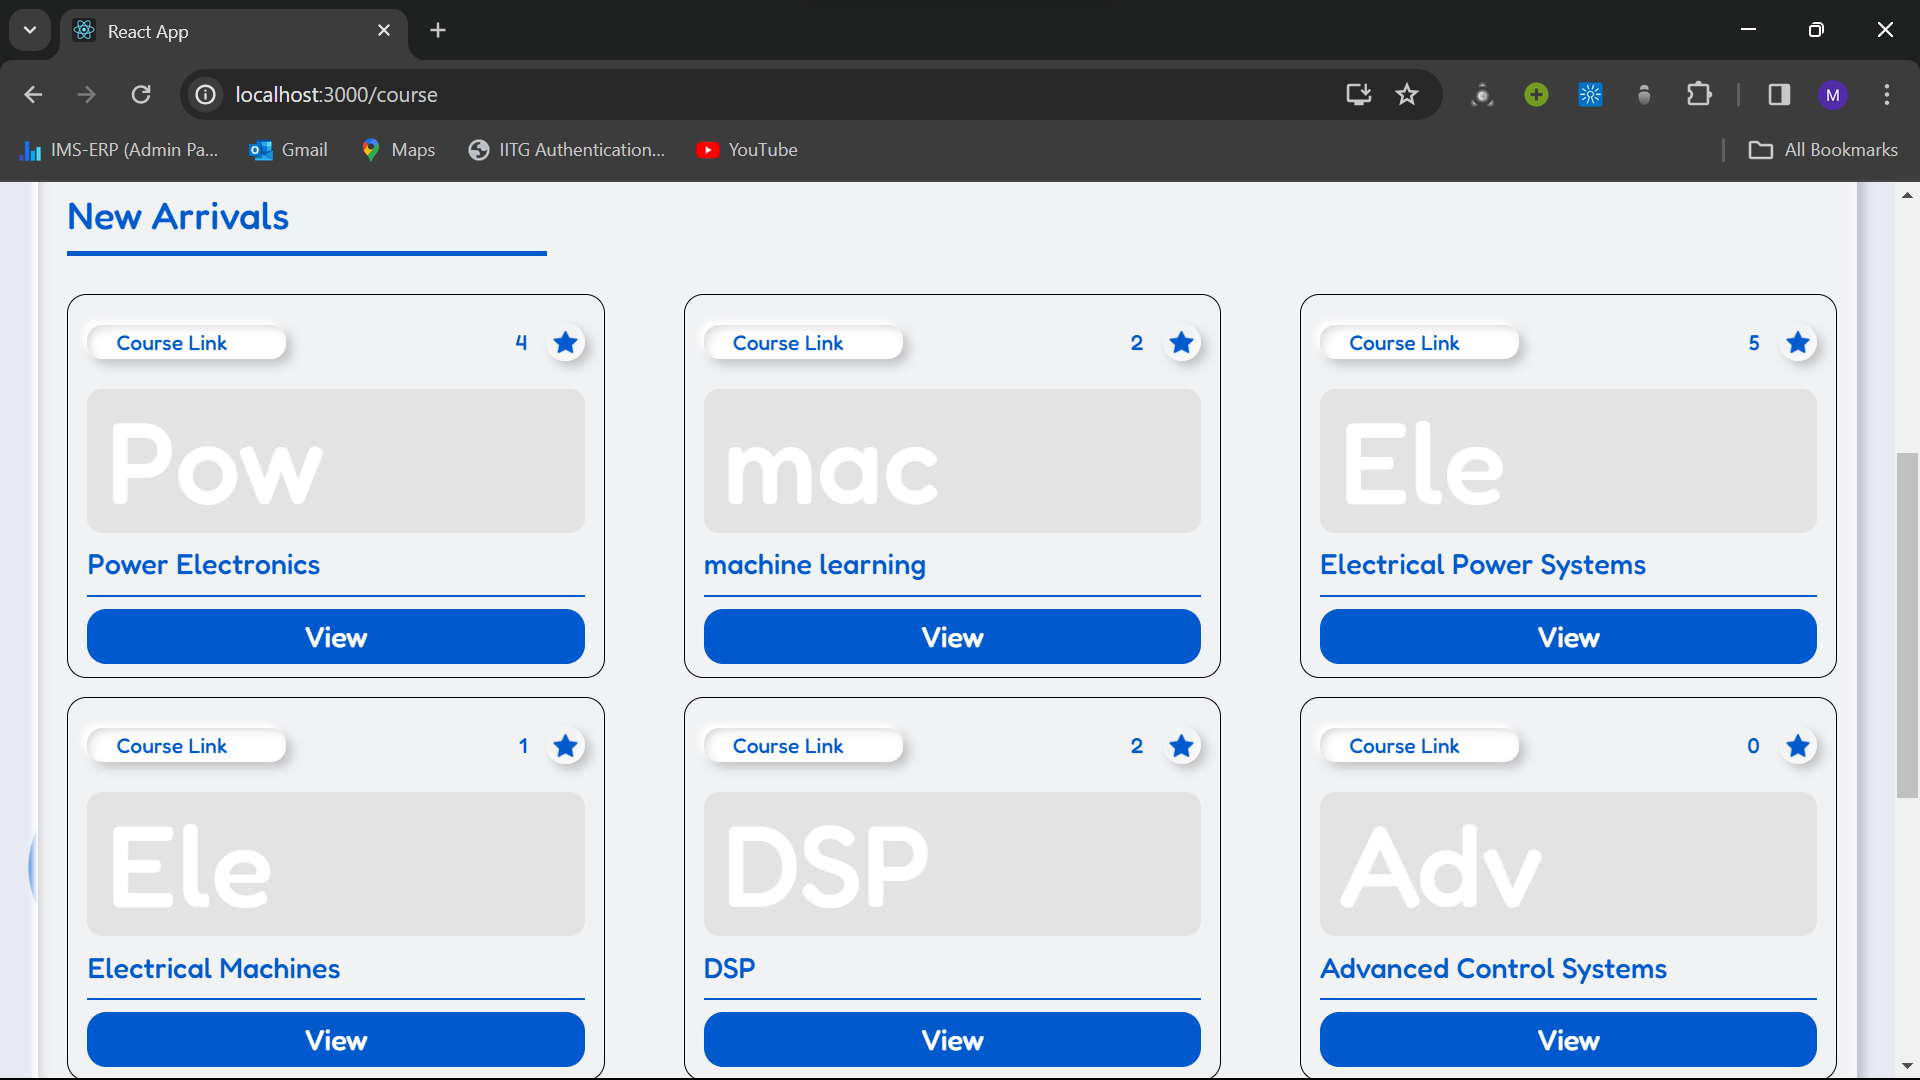 React App
localhost:3000/course
M
IMS-ERP (Admin Pa... Gmail Maps IITG Authentication... YouTube All Bookmarks
New Arrivals
Course Link 4 Course Link 2 Course Link 5
Pow mac Ele
Power Electronics machine learning Electrical Power Systems
View View View
Course Link 1 Course Link 2 Course Link 0
Ele DSP Adv
Electrical Machines DSP Advanced Control Systems
View View View